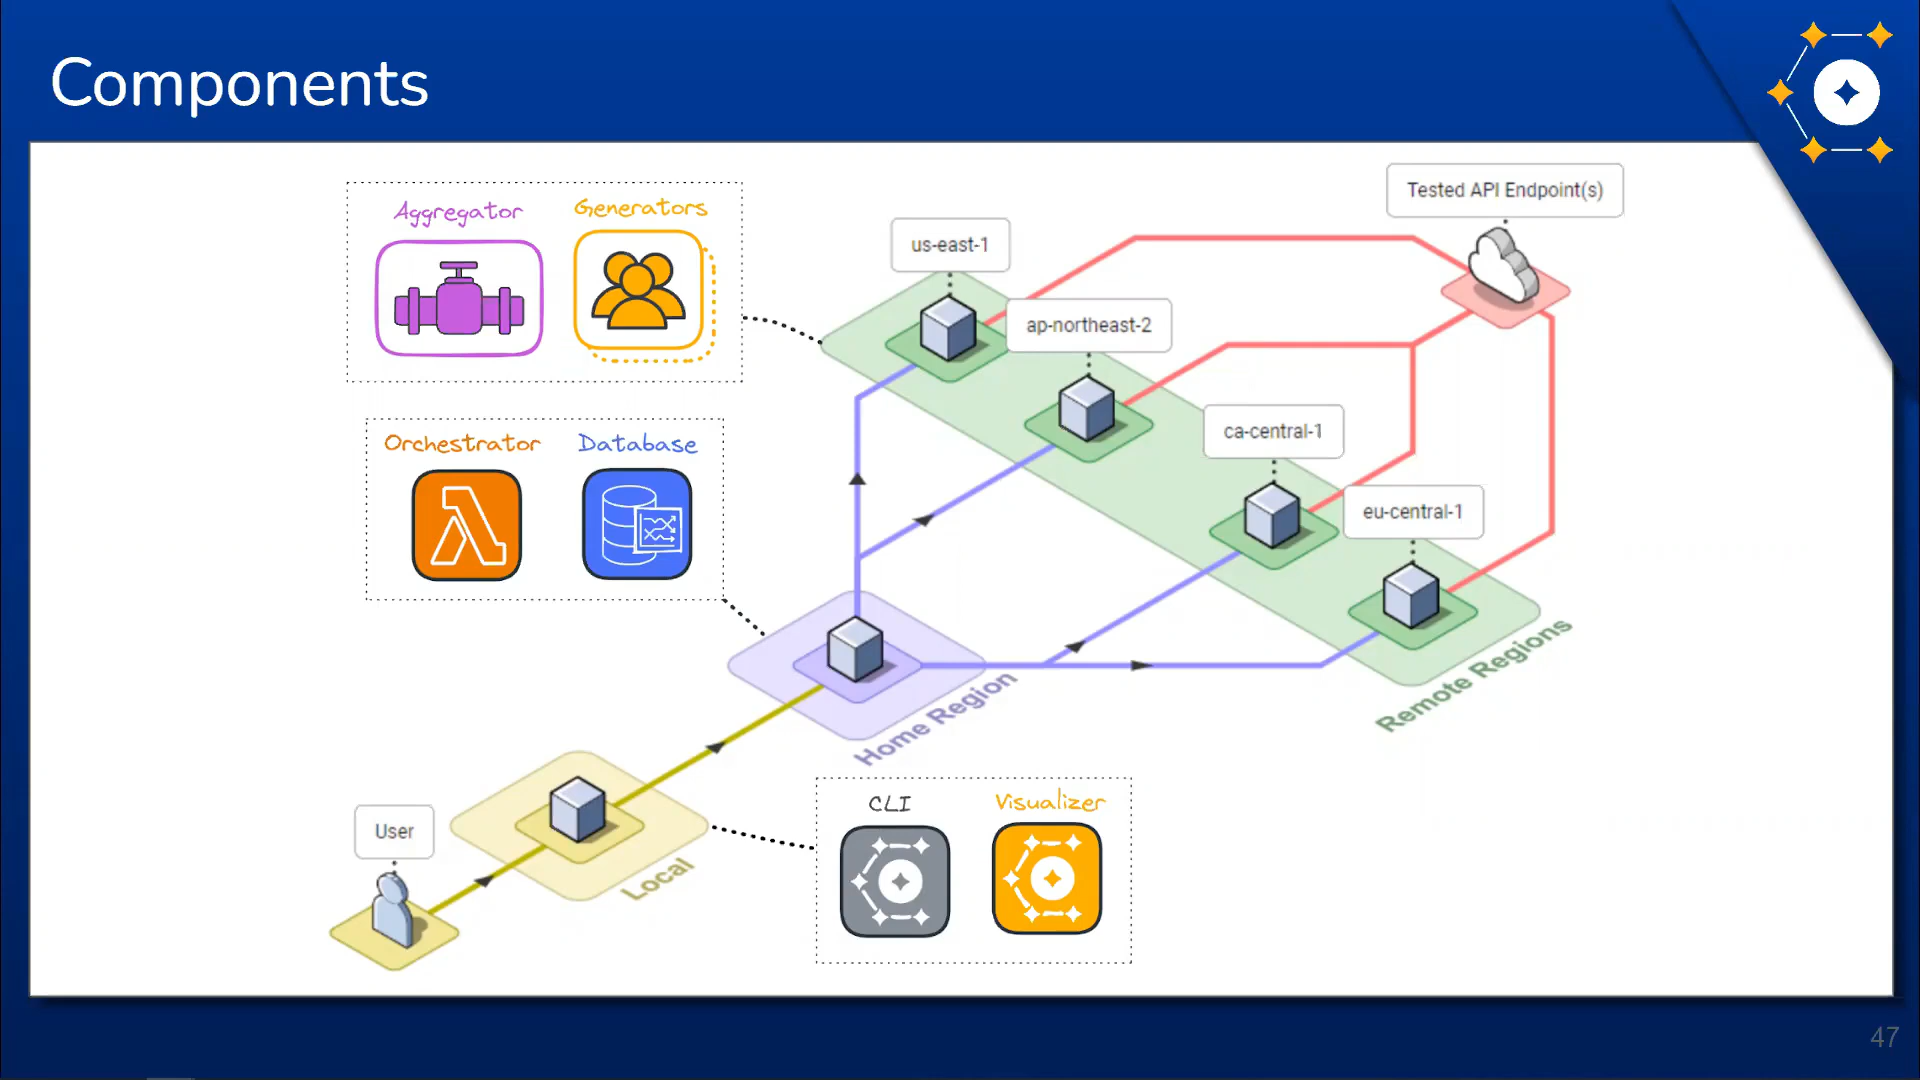 Components
Aggregator
Generators
Tested API Endpoint(s)
us-east-1
ap-northeast-2
Orchestrator
Database
ca-central-1
eu-central-1
Remote Regions
Home Region
CLI
Visualizer
User
Local
47